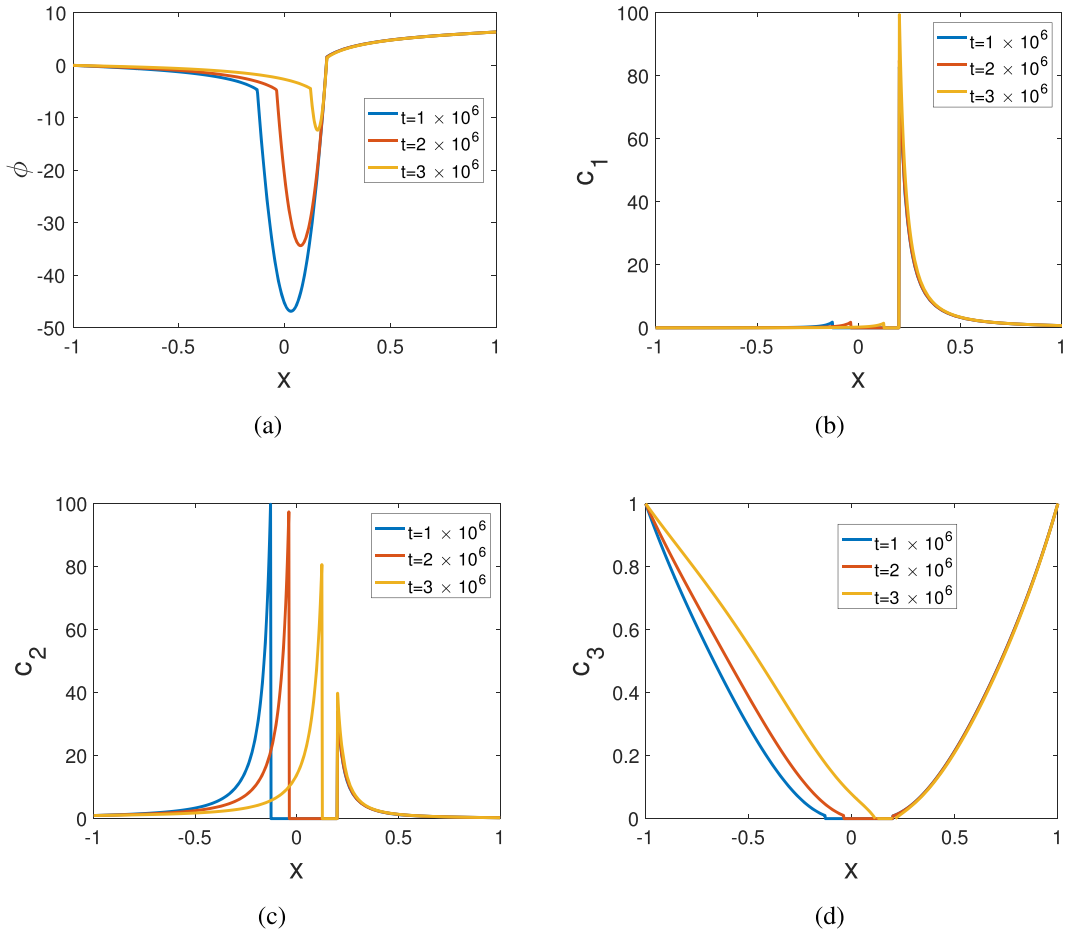 10
0
-10
-20
-30
-40
-50
ϕ
-1 -0.5 0 0.5 1
x
t=1 × 10^6
t=2 × 10^6
t=3 × 10^6
(a)
100
80
60
40
20
0
c_1
-1 -0.5 0 0.5 1
x
t=1 × 10^6
t=2 × 10^6
t=3 × 10^6
(b)
100
80
60
40
20
0
c_2
-1 -0.5 0 0.5 1
x
t=1 × 10^6
t=2 × 10^6
t=3 × 10^6
(c)
1
0.8
0.6
0.4
0.2
0
c_3
-1 -0.5 0 0.5 1
x
t=1 × 10^6
t=2 × 10^6
t=3 × 10^6
(d)